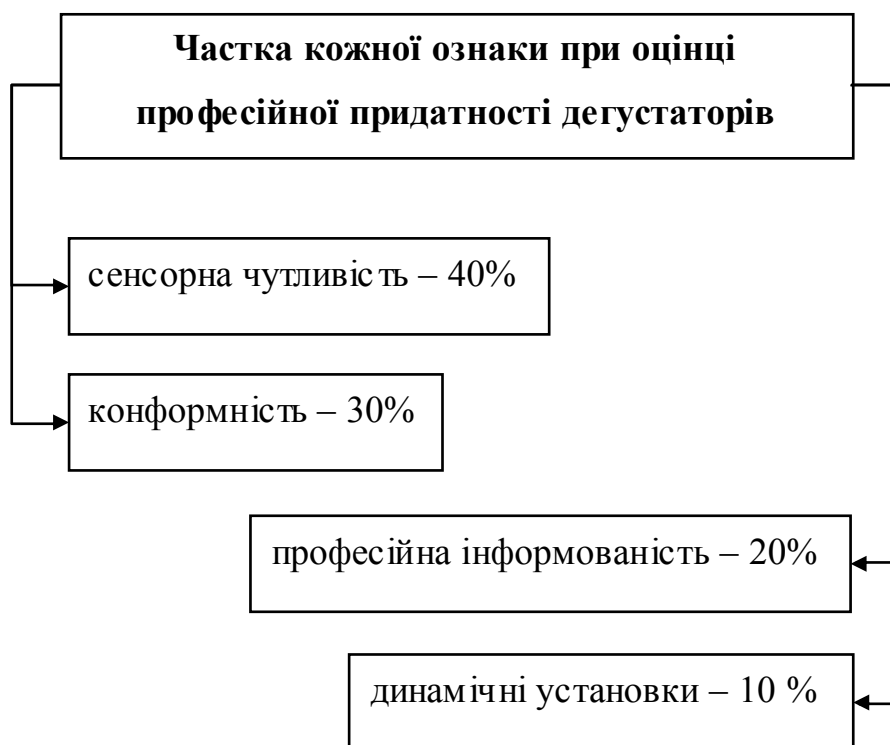 Частка кожної ознаки при оцінці
професійної придатності дегустаторів
сенсорна чутливість – 40%
конформність – 30%
професійна інформованість – 20%
динамічні установки – 10 %